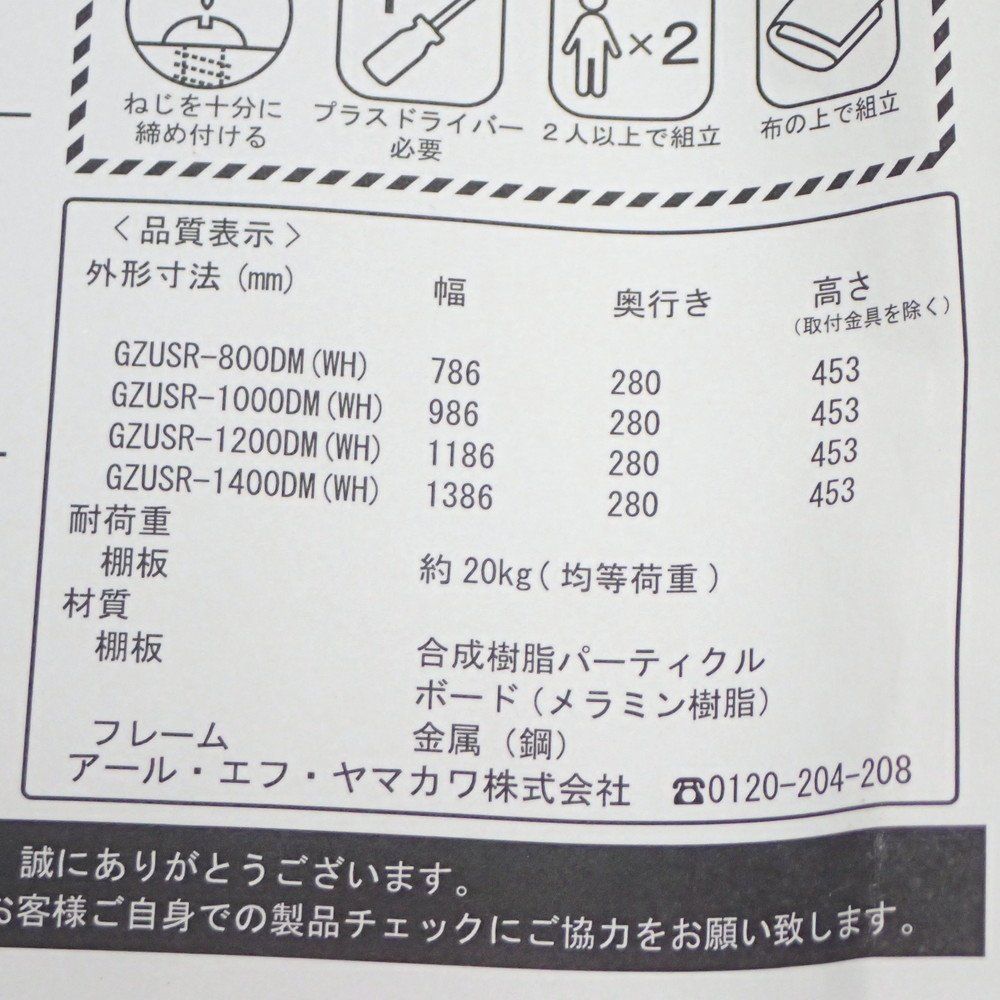 ねじを十分に
締め付ける
プラスドライバー
必要
×2
2人以上で組立
布の上で組立
〈品質表示〉
外形寸法(mm) 幅 奥行き 高さ
(取付金具を除く)
GZUSR-800DM(WH) 786 280 453
GZUSR-1000DM(WH) 986 280 453
GZUSR-1200DM(WH) 1186 280 453
GZUSR-1400DM(WH) 1386 280 453
耐荷重
棚板 約20kg(均等荷重)
材質
棚板 合成樹脂パーティクル
ボード(メラミン樹脂)
フレーム 金属(鋼)
アール・エフ・ヤマカワ株式会社 ☎0120-204-208
誠にありがとうございます。
お客様ご自身での製品チェックにご協力をお願い致します。